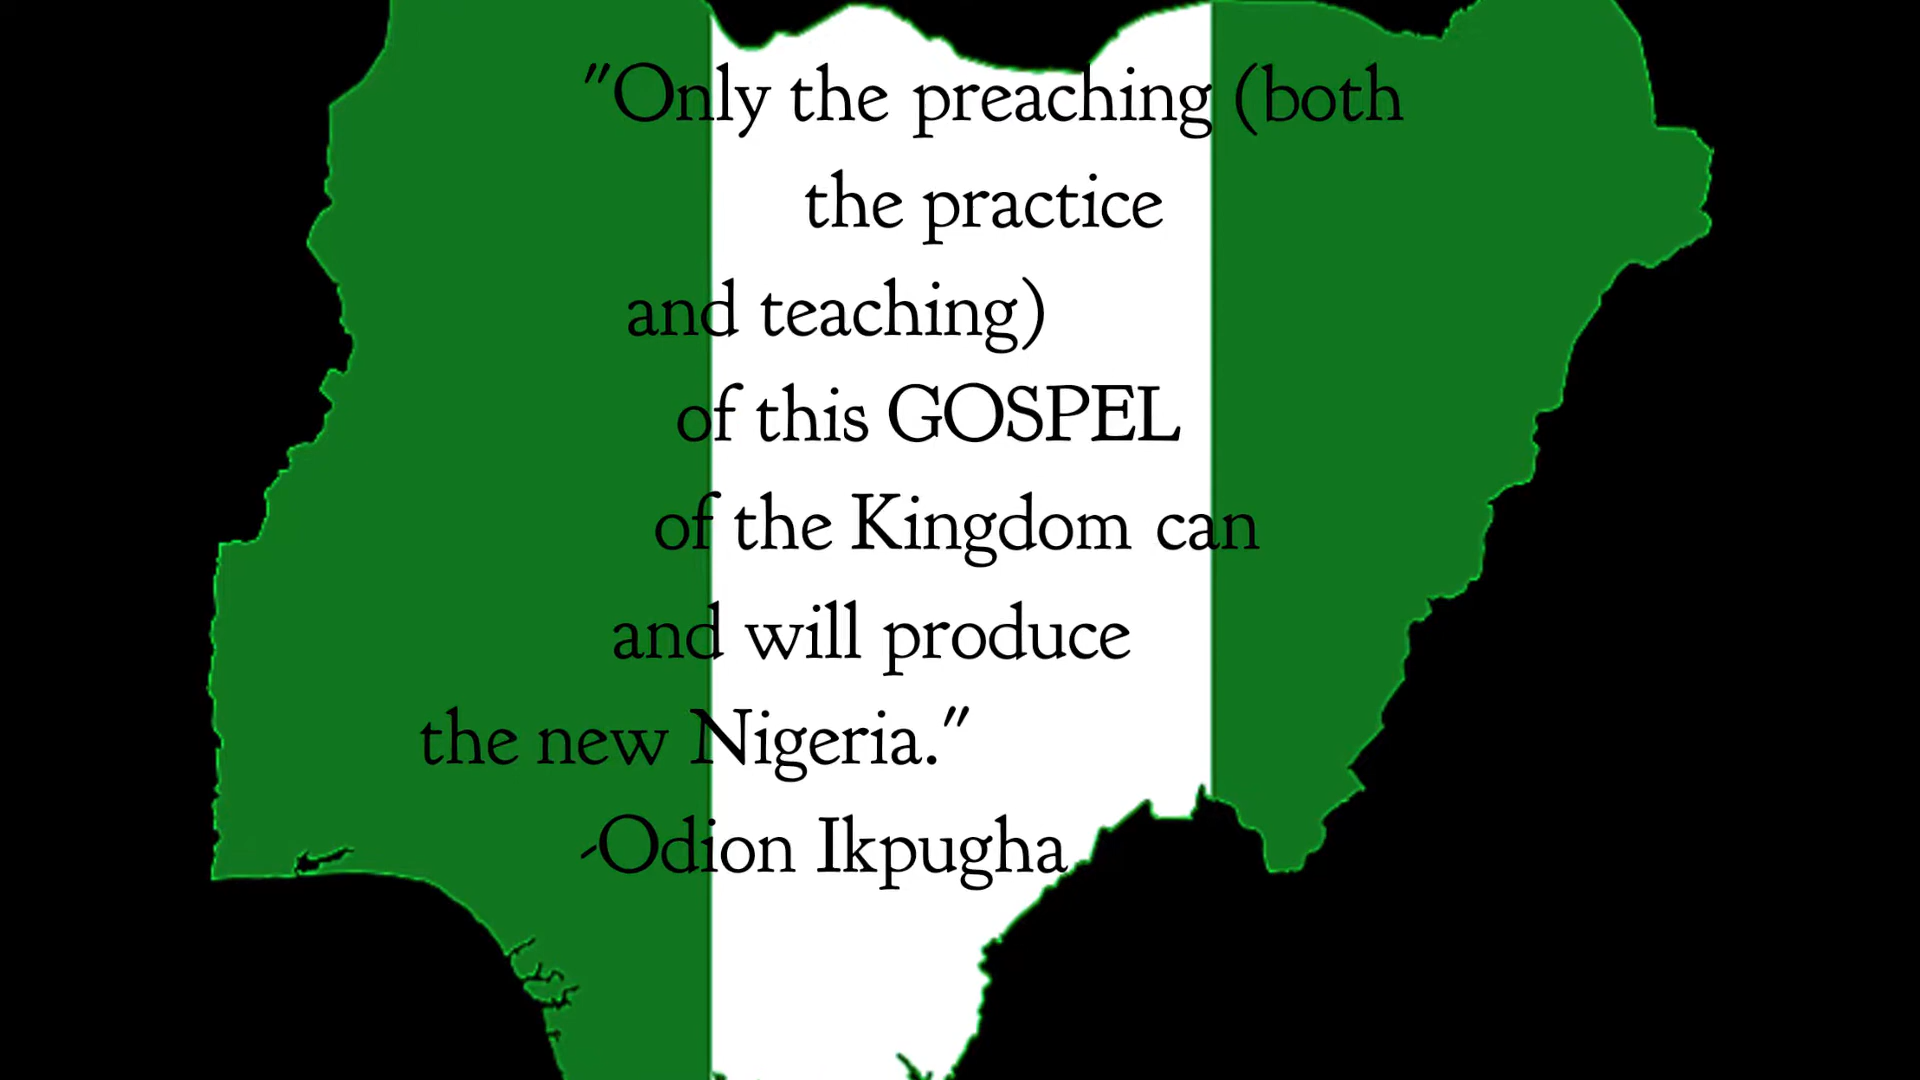 "Only the preaching (both
the practice
and teaching)
of this GOSPEL
of the Kingdom can
and will produce
the new Nigeria."
-Odion Ikpugha